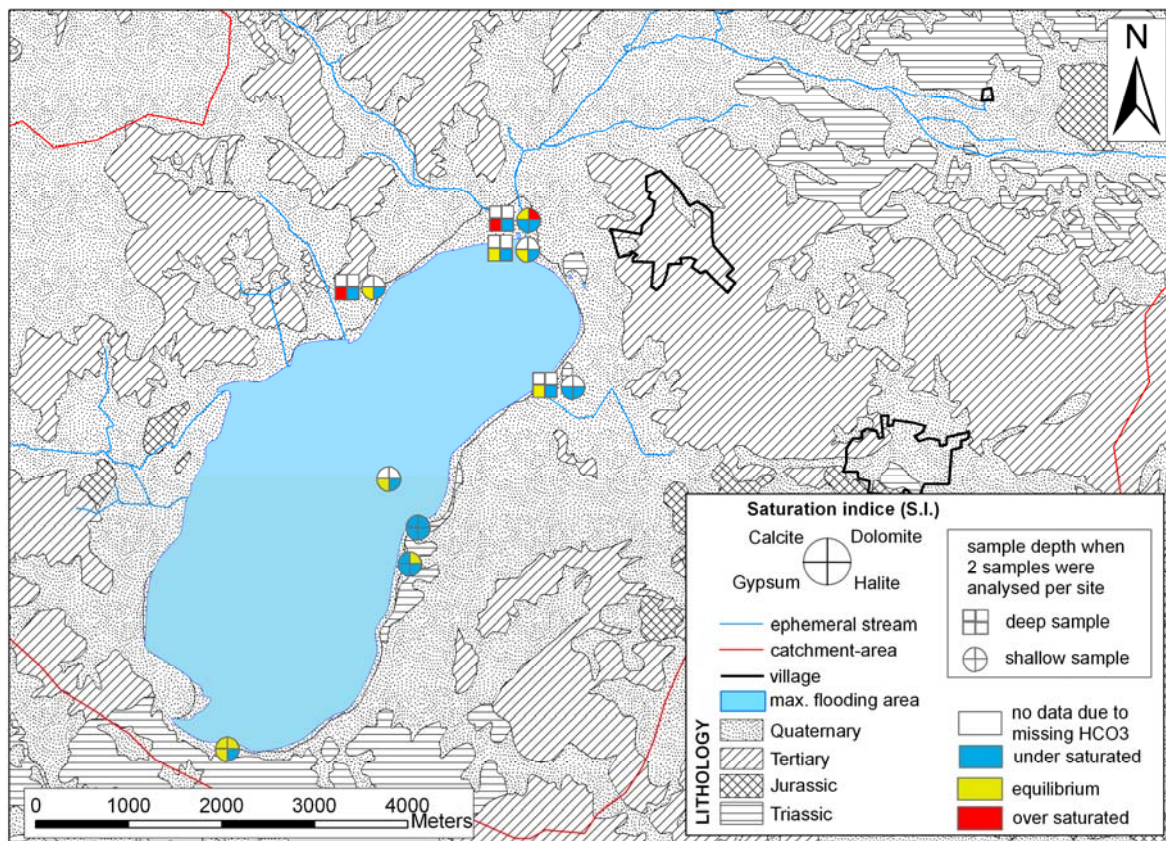 N
Saturation indice (S.I.)
Calcite
Dolomite
Gypsum
Halite
ephemeral stream
catchment-area
village
max. flooding area
LITHOLOGY
Quaternary
Tertiary
Jurassic
Triassic
sample depth when
2 samples were
analysed per site
deep sample
shallow sample
no data due to
missing HCO3
under saturated
equilibrium
over saturated
0 1000 2000 3000 4000
Meters